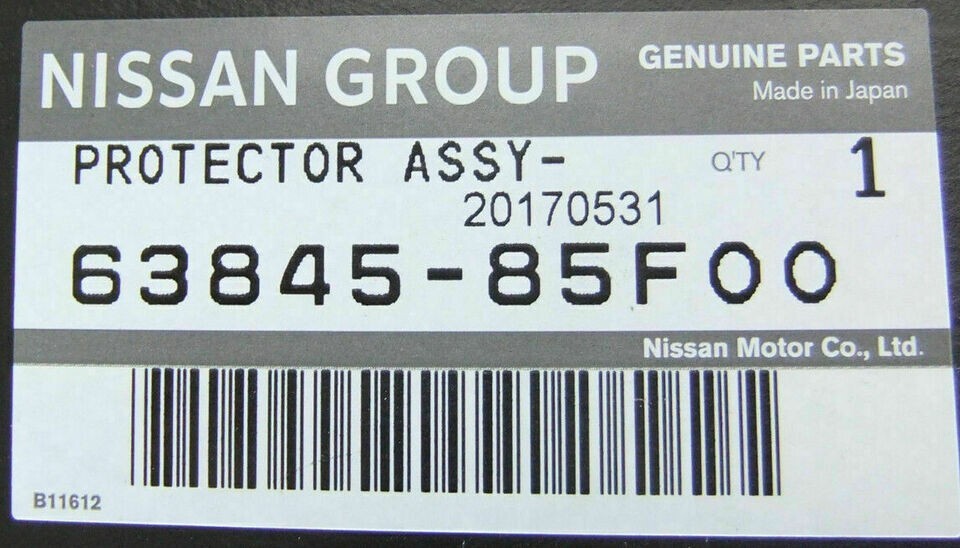 NISSAN GROUP
GENUINE PARTS
Made in Japan
PROTECTOR ASSY-
Q'TY 1
20170531
63845-85F00
Nissan Motor Co., Ltd.
B11612